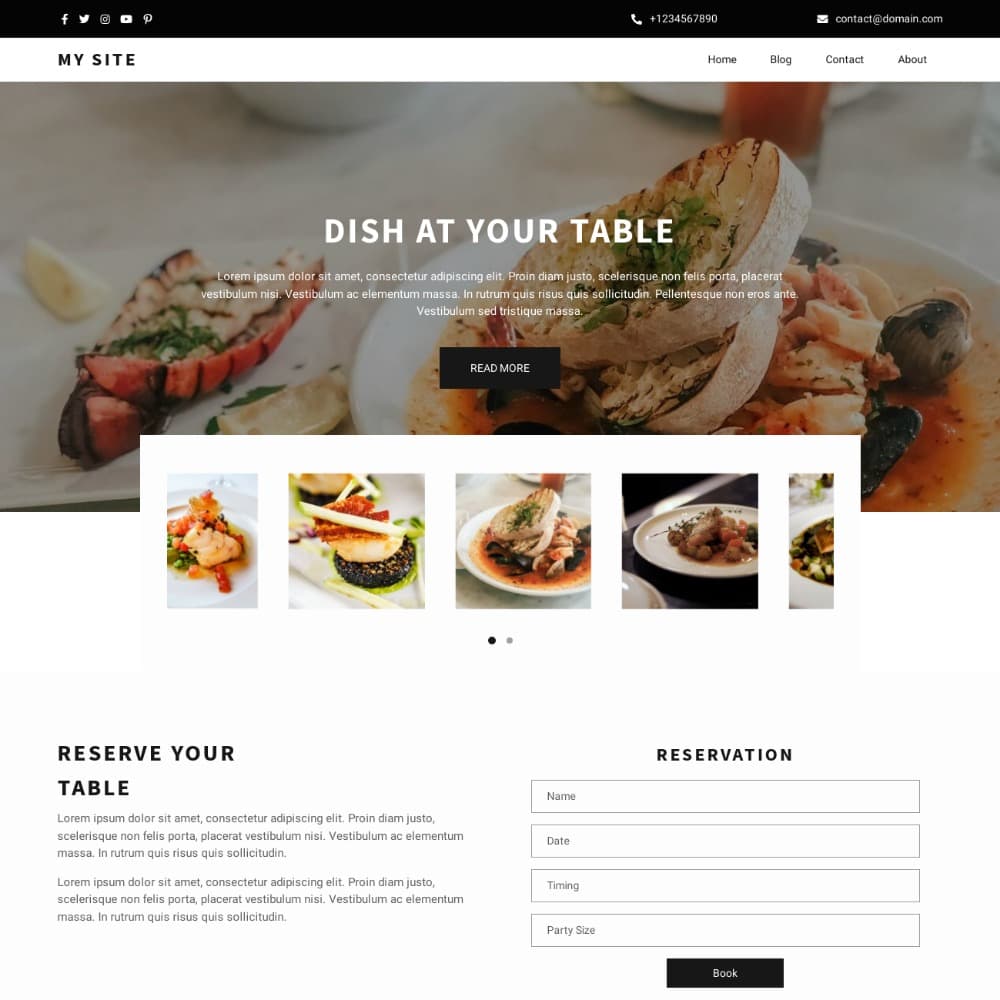 +1234567890
contact@domain.com
MY SITE
Home
Blog
Contact
About
DISH AT YOUR TABLE
Lorem ipsum dolor sit amet, consectetur adipiscing elit. Proin diam justo, scelerisque non felis porta, placerat
vestibulum nisi. Vestibulum ac elementum massa. In rutrum quis risus quis sollicitudin. Pellentesque non eros ante.
Vestibulum sed tristique massa.
READ MORE
RESERVE YOUR
TABLE
Lorem ipsum dolor sit amet, consectetur adipiscing elit. Proin diam justo,
scelerisque non felis porta, placerat vestibulum nisi. Vestibulum ac elementum
massa. In rutrum quis risus quis sollicitudin.
Lorem ipsum dolor sit amet, consectetur adipiscing elit. Proin diam justo,
scelerisque non felis porta, placerat vestibulum nisi. Vestibulum ac elementum
massa. In rutrum quis risus quis sollicitudin.
RESERVATION
Name
Date
Timing
Party Size
Book